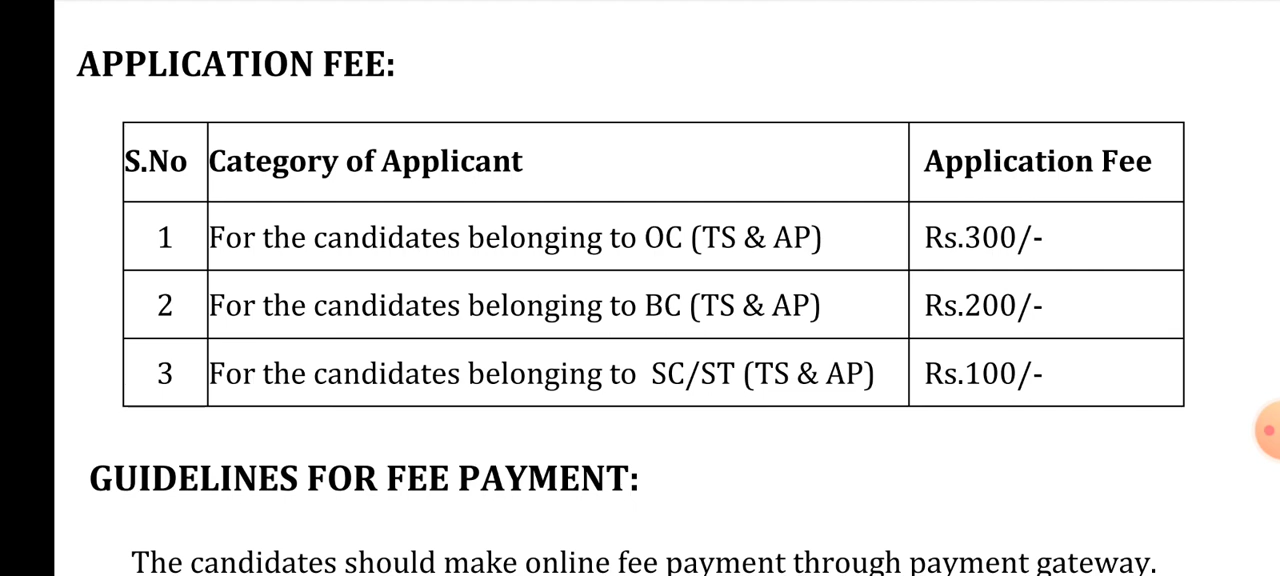 APPLICATION FEE:
S.No Category of Applicant Application Fee
1 For the candidates belonging to OC (TS & AP) Rs.300/-
2 For the candidates belonging to BC (TS & AP) Rs.200/-
3 For the candidates belonging to SC/ST (TS & AP) Rs.100/-
GUIDELINES FOR FEE PAYMENT:
The candidates should make online fee payment through payment gateway.